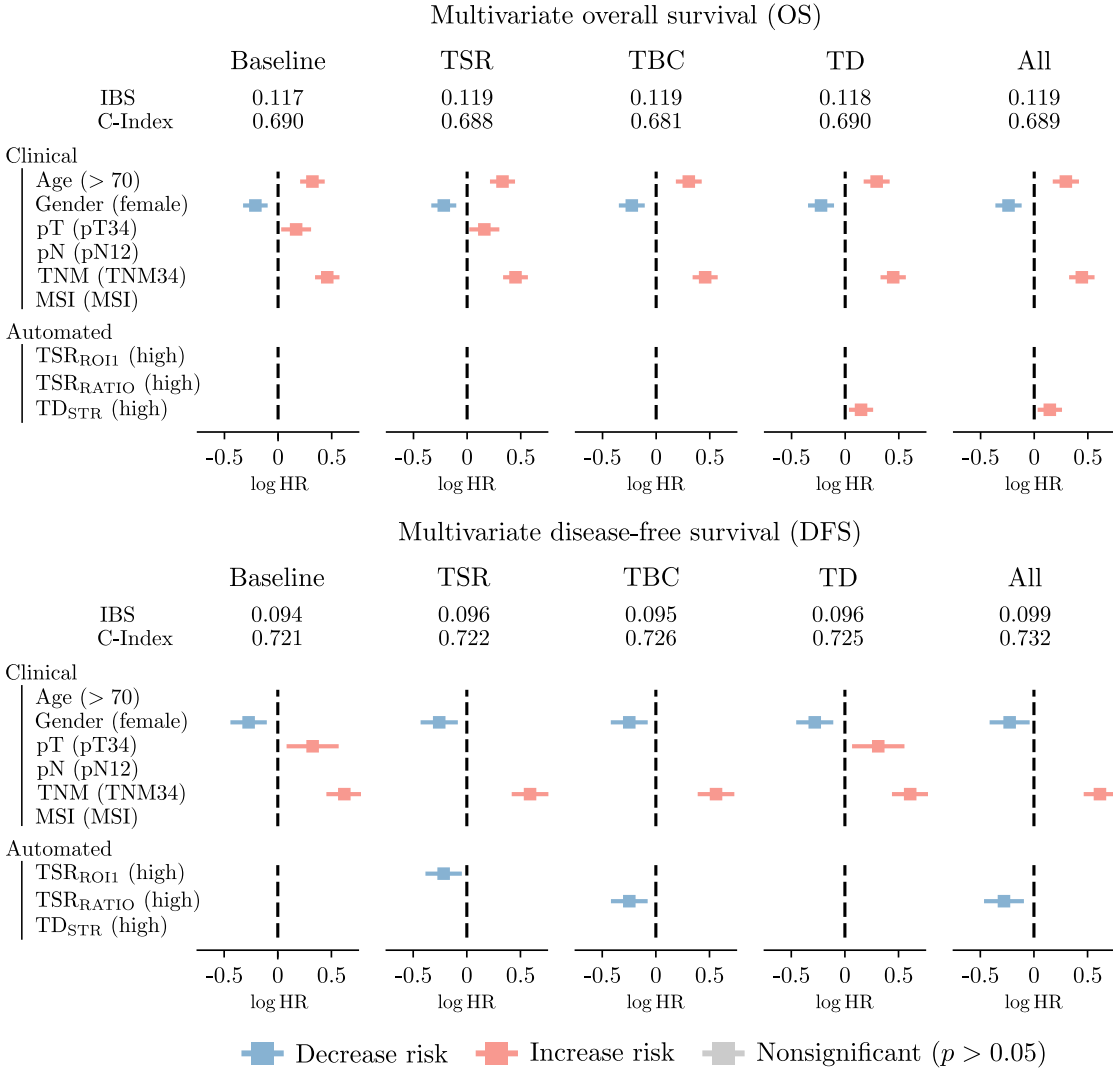 Multivariate overall survival (OS)
Baseline TSR TBC TD All
IBS 0.117 0.119 0.119 0.118 0.119
C-Index 0.690 0.688 0.681 0.690 0.689
Clinical
Age (> 70)
Gender (female)
pT (pT34)
pN (pN12)
TNM (TNM34)
MSI (MSI)
Automated
TSR_ROI1 (high)
TSR_RATIO (high)
TD_STR (high)
-0.5 0 0.5 -0.5 0 0.5 -0.5 0 0.5 -0.5 0 0.5 -0.5 0 0.5
log HR log HR log HR log HR log HR
Multivariate disease-free survival (DFS)
Baseline TSR TBC TD All
IBS 0.094 0.096 0.095 0.096 0.099
C-Index 0.721 0.722 0.726 0.725 0.732
Clinical
Age (> 70)
Gender (female)
pT (pT34)
pN (pN12)
TNM (TNM34)
MSI (MSI)
Automated
TSR_ROI1 (high)
TSR_RATIO (high)
TD_STR (high)
-0.5 0 0.5 -0.5 0 0.5 -0.5 0 0.5 -0.5 0 0.5 -0.5 0 0.5
log HR log HR log HR log HR log HR
Decrease risk Increase risk Nonsignificant (p > 0.05)